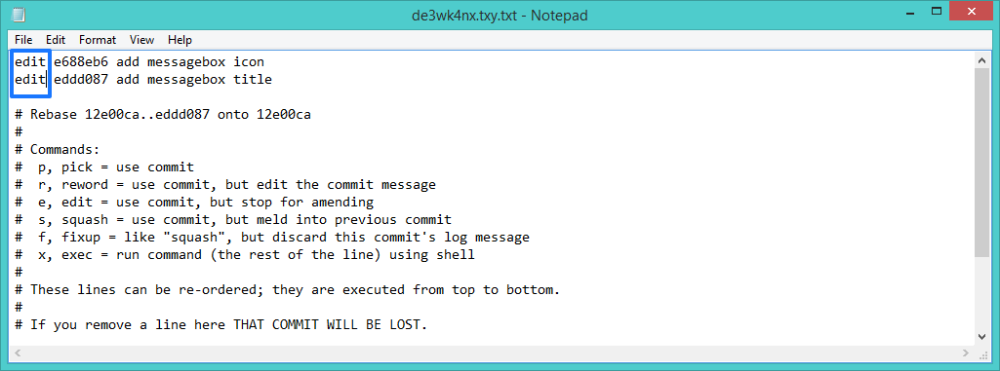 de3wk4nx.txy.txt - Notepad
File Edit Format View Help
edit e688eb6 add messagebox icon
edit eddd087 add messagebox title

# Rebase 12e00ca..eddd087 onto 12e00ca
#
# Commands:
#  p, pick = use commit
#  r, reword = use commit, but edit the commit message
#  e, edit = use commit, but stop for amending
#  s, squash = use commit, but meld into previous commit
#  f, fixup = like "squash", but discard this commit's log message
#  x, exec = run command (the rest of the line) using shell
#
# These lines can be re-ordered; they are executed from top to bottom.
#
# If you remove a line here THAT COMMIT WILL BE LOST.